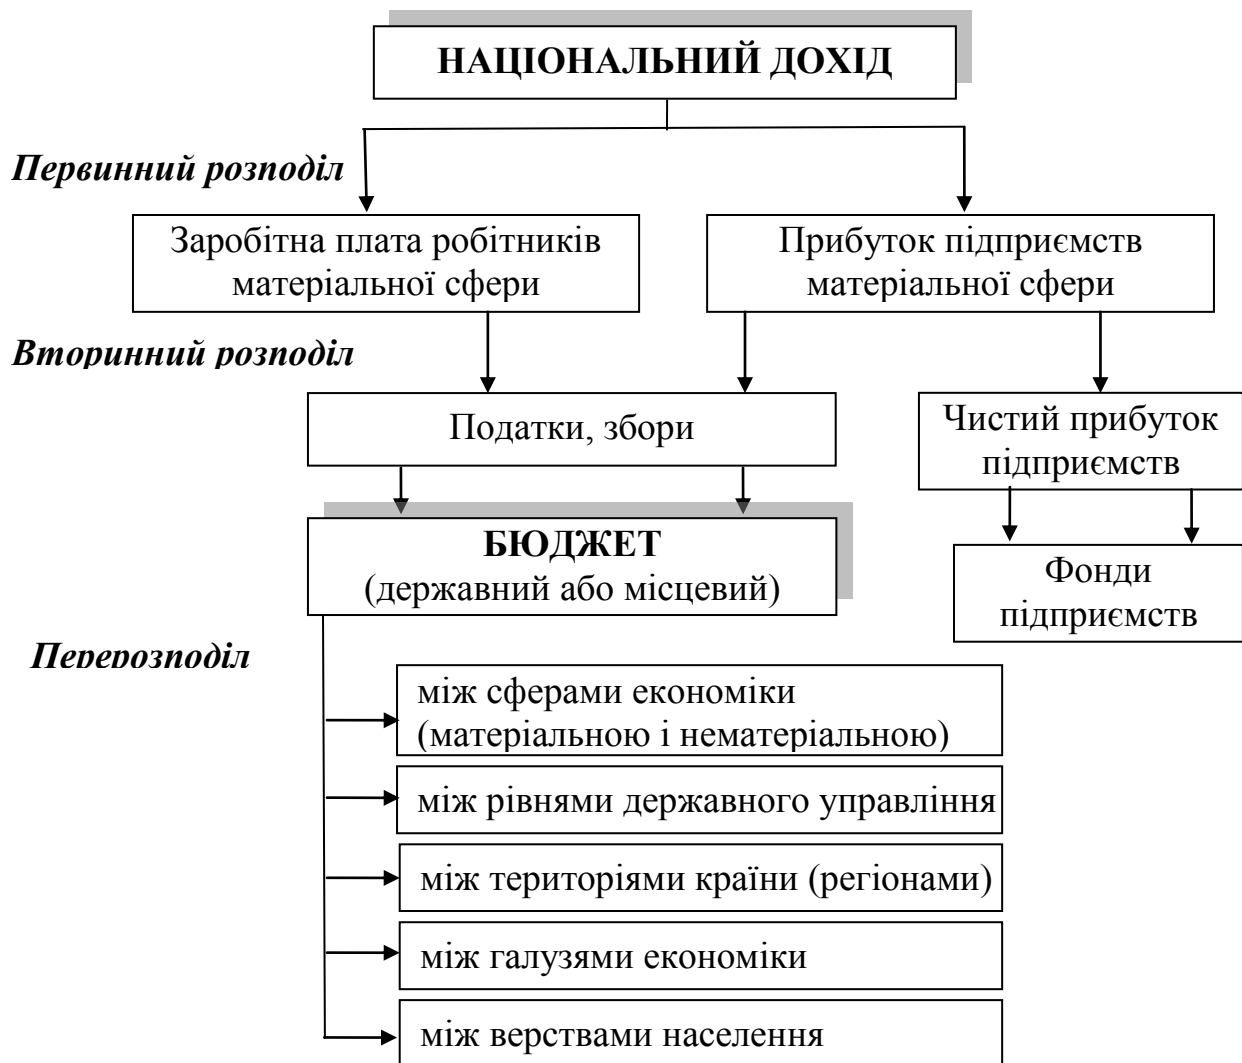 НАЦІОНАЛЬНИЙ ДОХІД
Первинний розподіл
Заробітна плата робітників
матеріальної сфери
Прибуток підприємств
матеріальної сфери
Вторинний розподіл
Податки, збори
Чистий прибуток
підприємств
БЮДЖЕТ
(державний або місцевий)
Фонди
підприємств
Перерозподіл
між сферами економіки
(матеріальною і нематеріальною)
між рівнями державного управління
між територіями країни (регіонами)
між галузями економіки
між верствами населення